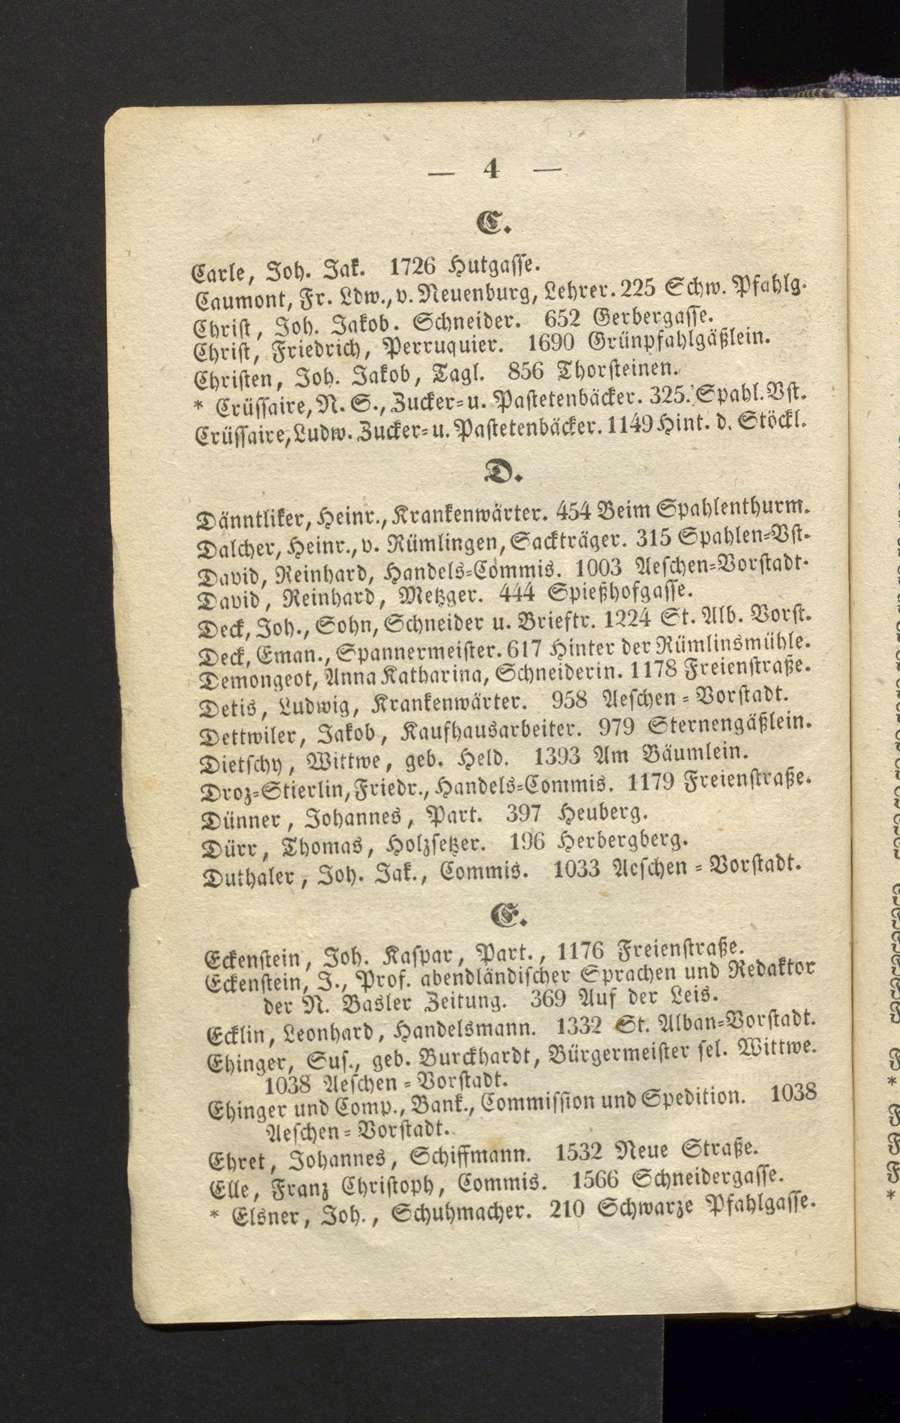 — 4 —
C.
Carle, Joh. Jak. 1726 Hutgasse.
Caumont, Fr. Ldw., v. Neuenburg, Lehrer. 225 Schw. Pfahlg.
Christ, Joh. Jakob. Schneider. 652 Gerbergasse.
Christ, Friedrich, Perruquier. 1690 Grünpfahlgäßlein.
Christen, Joh. Jakob, Tagl. 856 Thorsteinen.
* Crüssaire, N. S., Zucker= u. Pastetenbäcker. 325. Spahl. Vst.
Crüssaire, Ludw. Zucker= u. Pastetenbäcker. 1149 Hint. d. Stöckl.
D.
Dänntliker, Heinr., Krankenwärter. 454 Beim Spahlenthurm.
Dalcher, Heinr., v. Rümlingen, Sackträger. 315 Spahlen=Vst.
David, Reinhard, Handels=Commis. 1003 Aeschen=Vorstadt.
David, Reinhard, Metzger. 444 Spießhofgasse.
Deck, Joh., Sohn, Schneider u. Brieftr. 1224 St. Alb. Vorst.
Deck, Eman., Spannermeister. 617 Hinter der Rümlinsmühle.
Demongeot, Anna Katharina, Schneiderin. 1178 Freienstraße.
Detis, Ludwig, Krankenwärter. 958 Aeschen = Vorstadt.
Dettwiler, Jakob, Kaufhausarbeiter. 979 Sternengäßlein.
Dietschy, Wittwe, geb. Held. 1393 Am Bäumlein.
Droz=Stierlin, Friedr., Handels=Commis. 1179 Freienstraße.
Dünner, Johannes, Part. 397 Heuberg.
Dürr, Thomas, Holzsetzer. 196 Herbergberg.
Duthaler, Joh. Jak., Commis. 1033 Aeschen = Vorstadt.
E.
Eckenstein, Joh. Kaspar, Part., 1176 Freienstraße.
Eckenstein, J., Prof. abendländischer Sprachen und Redaktor
der N. Basler Zeitung. 369 Auf der Leis.
Ecklin, Leonhard, Handelsmann. 1332 St. Alban=Vorstadt.
Ehinger, Sus., geb. Burckhardt, Bürgermeister sel. Wittwe.
1038 Aeschen = Vorstadt.
Ehinger und Comp., Bank., Commission und Spedition. 1038
Aeschen = Vorstadt.
Ehret, Johannes, Schiffmann. 1532 Neue Straße.
Elle, Franz Christoph, Commis. 1566 Schneidergasse.
* Elsner, Joh., Schuhmacher. 210 Schwarze Pfahlgasse.